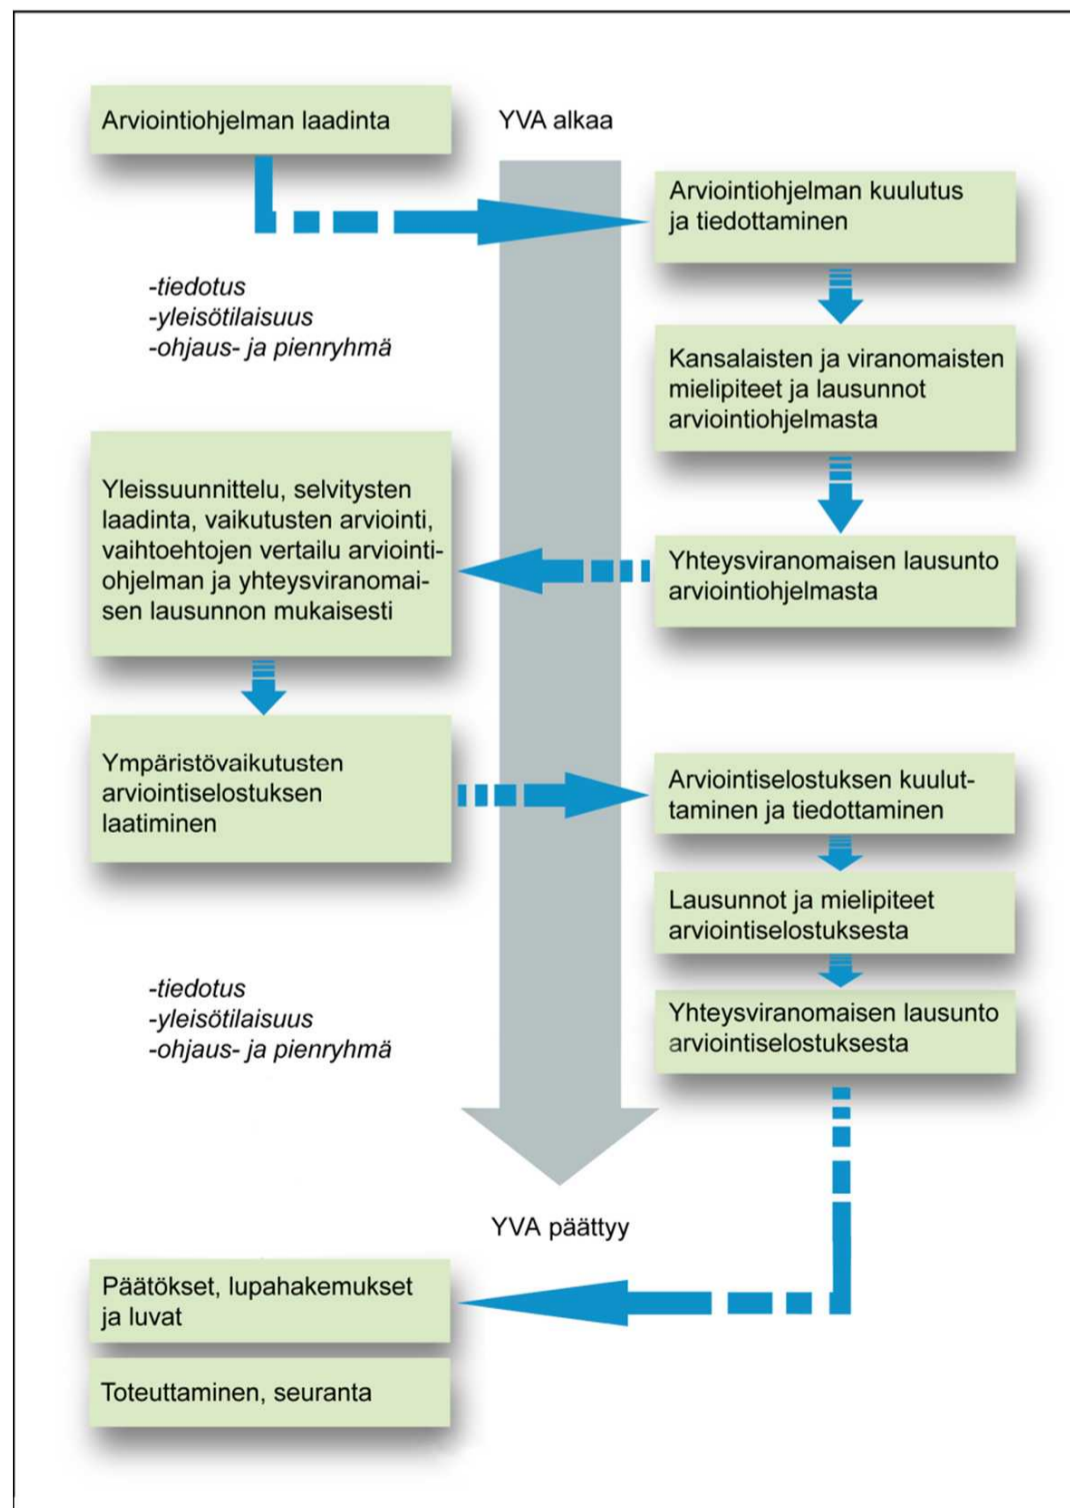 Arviointiohjelman laadinta
YVA alkaa
Arviointiohjelman kuulutus
ja tiedottaminen
-tiedotus
-yleisötilaisuus
-ohjaus- ja pienryhmä
Kansalaisten ja viranomaisten
mielipiteet ja lausunnot
arviointiohjelmasta
Yhteysviranomaisen lausunto
arviointiohjelmasta
Yleissuunnittelu, selvitysten
laadinta, vaikutusten arviointi,
vaihtoehtojen vertailu arviointi-
ohjelman ja yhteysviranomai-
sen lausunnon mukaisesti
Ympäristövaikutusten
arviointiselostuksen
laatiminen
Arviointiselostuksen kuulut-
taminen ja tiedottaminen
Lausunnot ja mielipiteet
arviointiselostuksesta
-tiedotus
-yleisötilaisuus
-ohjaus- ja pienryhmä
Yhteysviranomaisen lausunto
arviointiselostuksesta
YVA päättyy
Päätökset, lupahakemukset
ja luvat
Toteuttaminen, seuranta